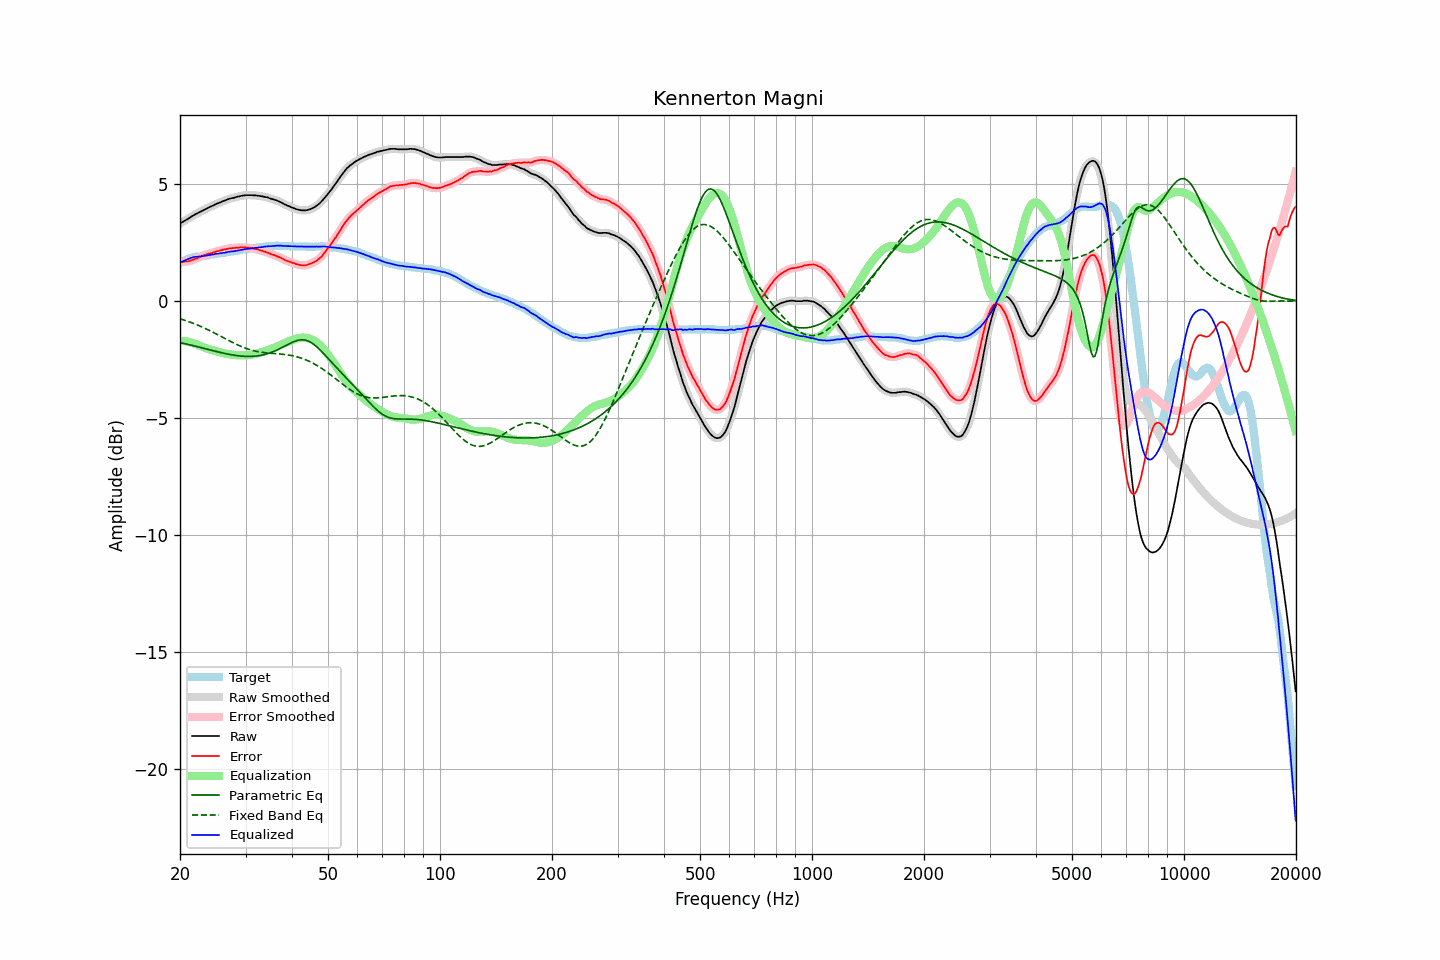 Kennerton Magni
Amplitude (dBr)
5
0
−5
−10
−15
−20
Target
Raw Smoothed
Error Smoothed
Raw
Error
Equalization
Parametric Eq
Fixed Band Eq
Equalized
20 50 100 200 500 1000 2000 5000 10000 20000
Frequency (Hz)